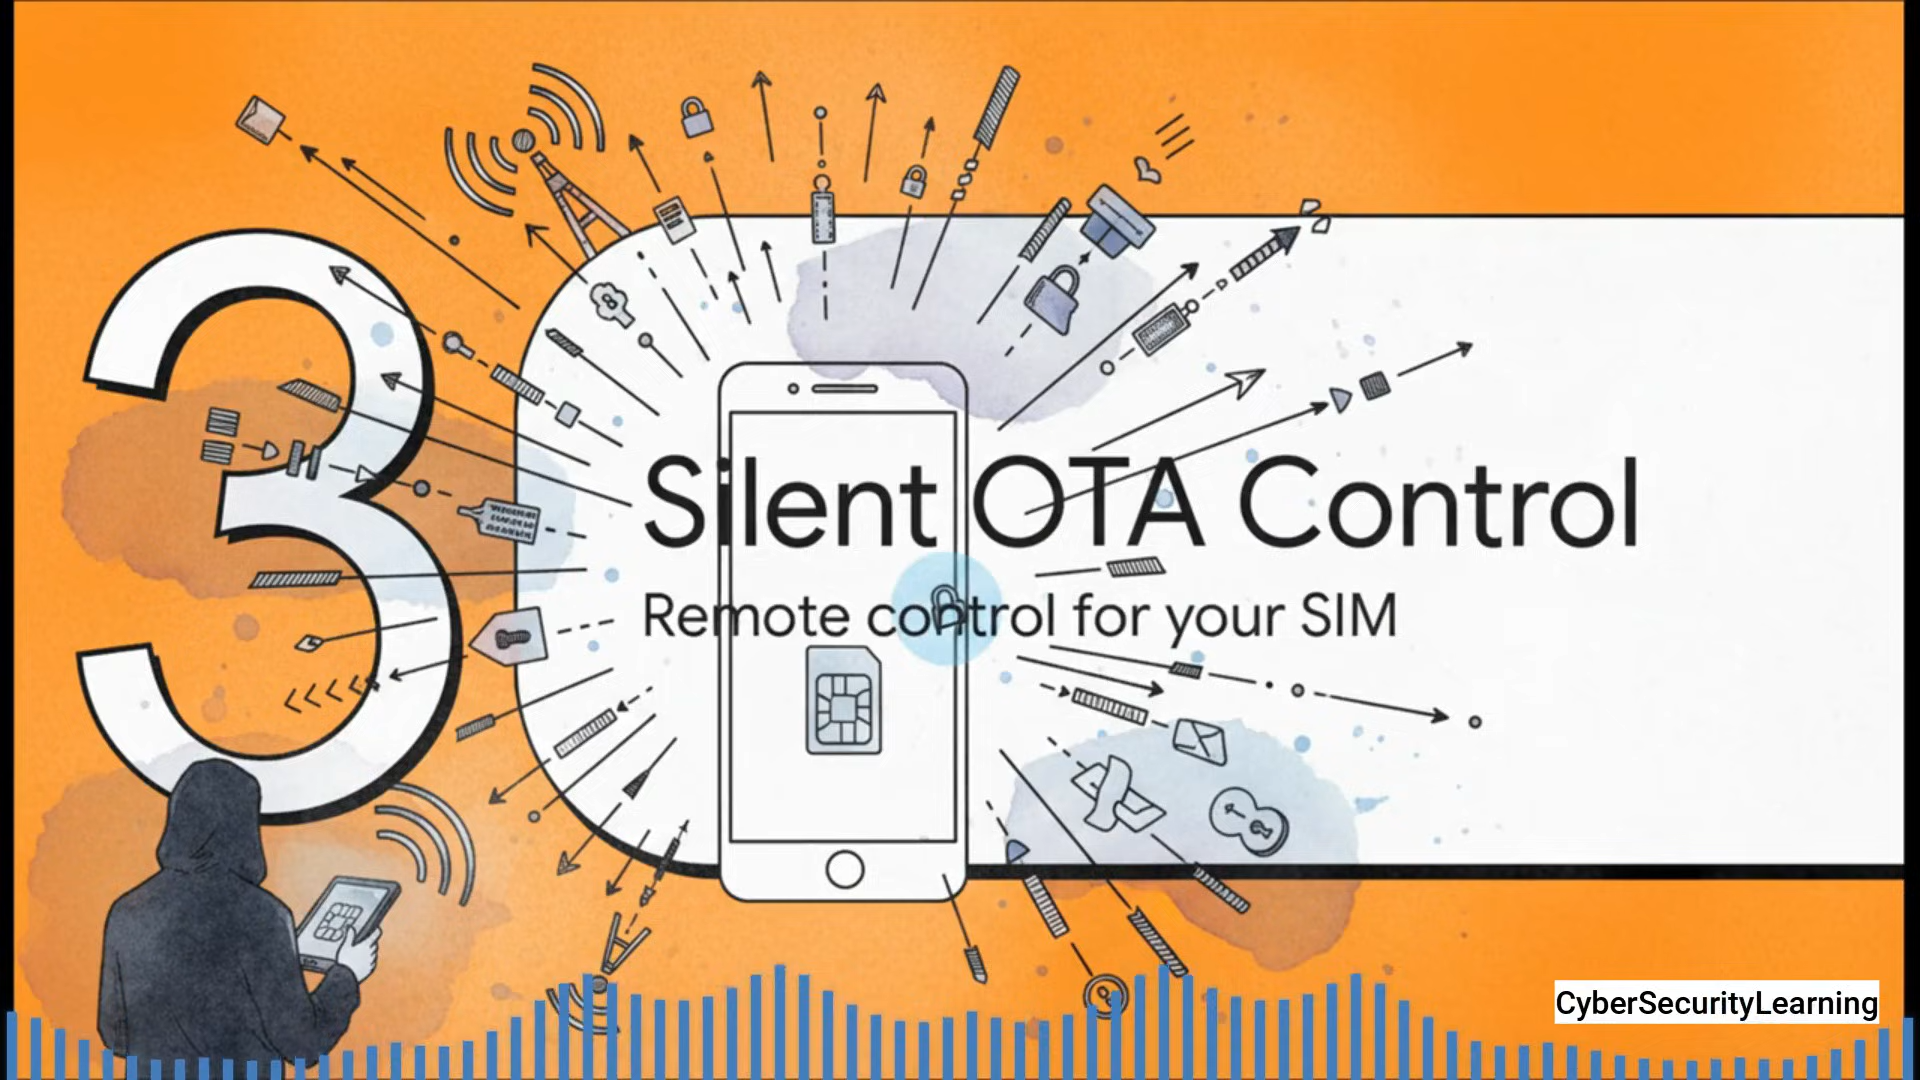 3
Silent OTA Control
Remote control for your SIM
CyberSecurityLearning